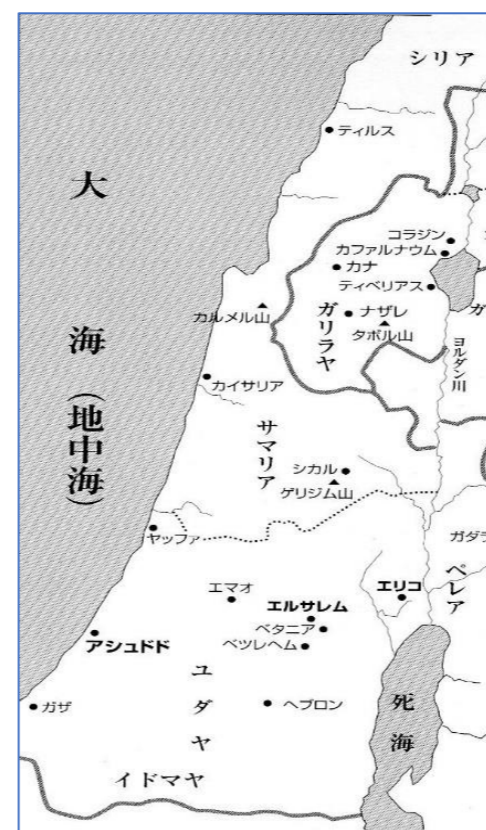 シリア
ティルス
大海（地中海）
コラジン
カファルナウム
カナ
ティベリアス
ガ
ガリラヤ
ナザレ
タボル山
カルメル山
ヨルダン川
カイサリア
サマリア
シカル
ゲリジム山
ヤッファ
ガダラ
ペレア
エマオ
エリコ
エルサレム
ベタニア
ベツレヘム
アシュドド
ユダヤ
ヘブロン
ガザ
死海
イドマヤ